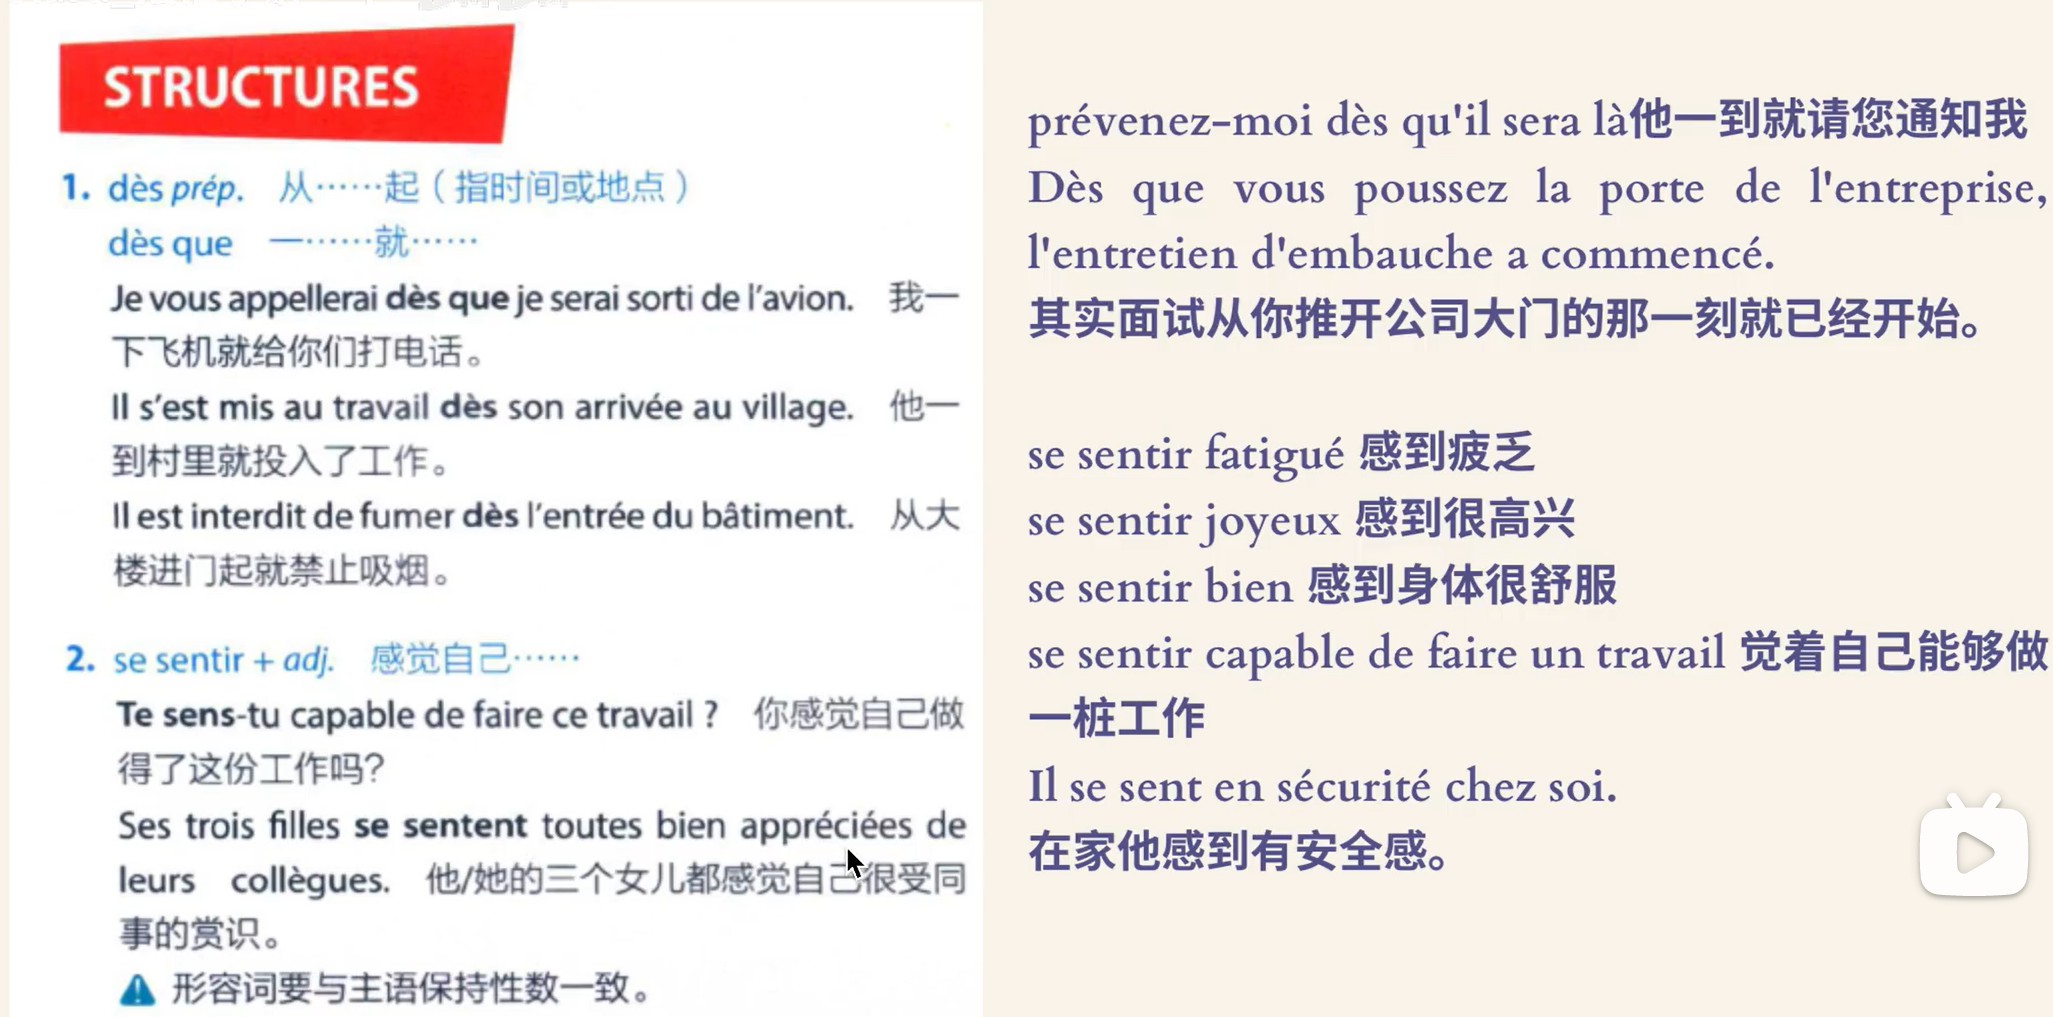 STRUCTURES
1. dès prép. 从……起（指时间或地点）
dès que 一……就……
Je vous appellerai dès que je serai sorti de l’avion. 我一
下飞机就给你们打电话。
Il s’est mis au travail dès son arrivée au village. 他一
到村里就投入了工作。
Il est interdit de fumer dès l’entrée du bâtiment. 从大
楼进门起就禁止吸烟。
2. se sentir + adj. 感觉自己……
Te sens-tu capable de faire ce travail ? 你感觉自己做
得了这份工作吗?
Ses trois filles se sentent toutes bien appréciées de
leurs collègues. 他/她的三个女儿都感觉自己很受同
事的赏识。
形容词要与主语保持性数一致。
prévenez-moi dès qu'il sera là他一到就请您通知我
Dès que vous poussez la porte de l'entreprise,
l'entretien d'embauche a commencé.
其实面试从你推开公司大门的那一刻就已经开始。
se sentir fatigué 感到疲乏
se sentir joyeux 感到很高兴
se sentir bien 感到身体很舒服
se sentir capable de faire un travail 觉着自己能够做
一桩工作
Il se sent en sécurité chez soi.
在家他感到有安全感。